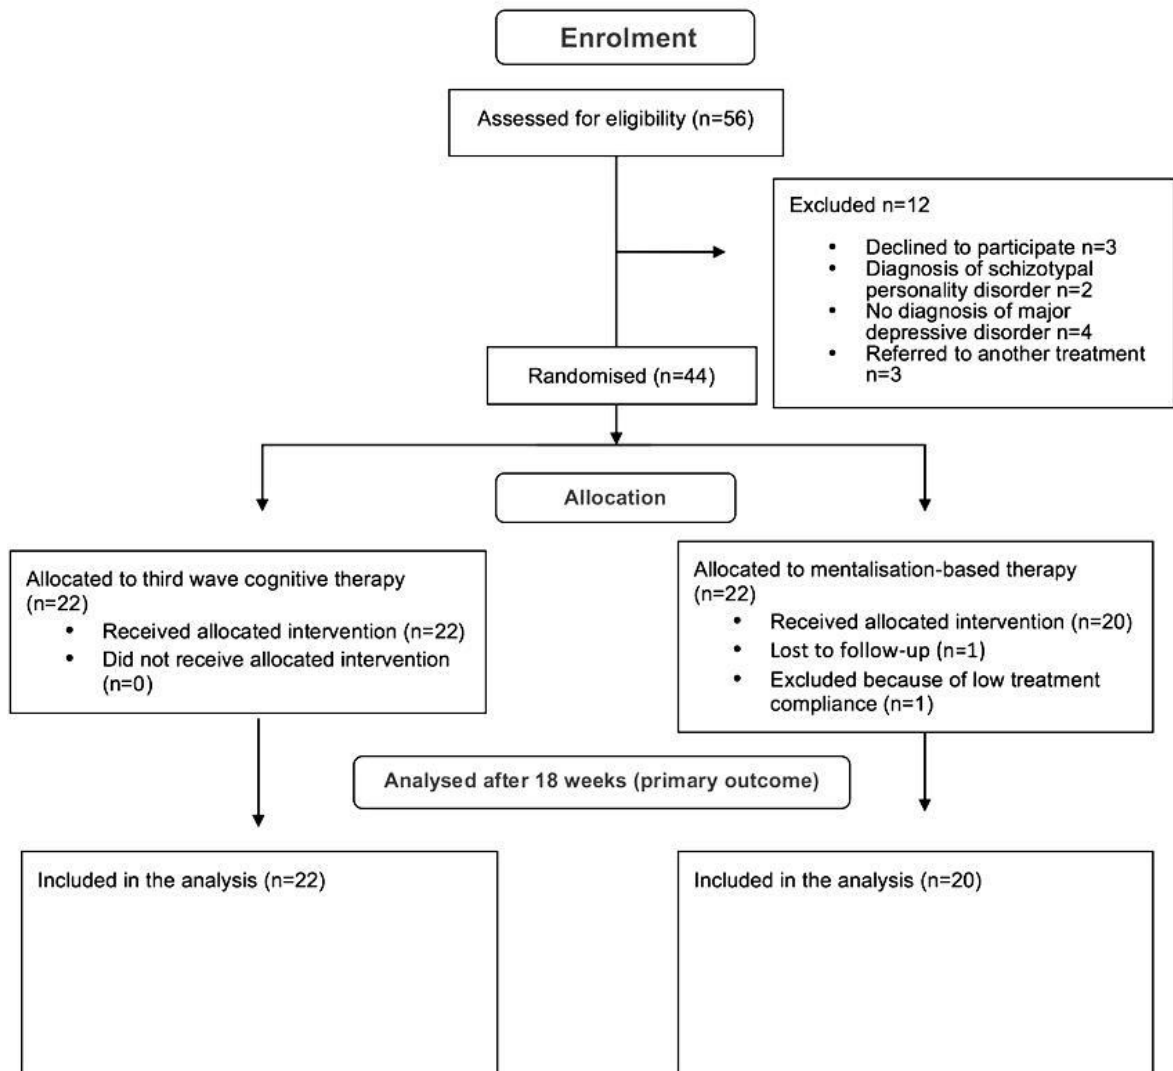 Enrolment
Assessed for eligibility (n=56)
Excluded n=12
• Declined to participate n=3
• Diagnosis of schizotypal
personality disorder n=2
• No diagnosis of major
depressive disorder n=4
• Referred to another treatment
n=3
Randomised (n=44)
Allocation
Allocated to third wave cognitive therapy
(n=22)
• Received allocated intervention (n=22)
• Did not receive allocated intervention
(n=0)
Allocated to mentalisation-based therapy
(n=22)
• Received allocated intervention (n=20)
• Lost to follow-up (n=1)
• Excluded because of low treatment
compliance (n=1)
Analysed after 18 weeks (primary outcome)
Included in the analysis (n=22)
Included in the analysis (n=20)